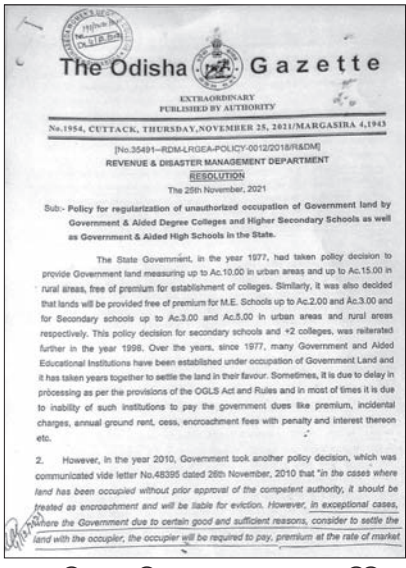 The Odisha Gazette
EXTRAORDINARY
PUBLISHED BY AUTHORITY
No.1954, CUTTACK, THURSDAY, NOVEMBER 25, 2021/MARGASIRA 4,1943
[No.35491--RDM-LRGEA-POLICY-0012/2018/R&DM]
REVENUE & DISASTER MANAGEMENT DEPARTMENT
RESOLUTION
The 25th November, 2021
Sub:- Policy for regularization of unauthorized occupation of Government land by
Government & Aided Degree Colleges and Higher Secondary Schools as well
as Government & Aided High Schools in the State.
The State Government, in the year 1977, had taken policy decision to
provide Government land measuring up to Ac.10.00 in urban areas and up to Ac.15.00 in
rural areas, free of premium for establishment of colleges. Similarly, it was also decided
that lands will be provided free of premium for M.E. Schools up to Ac.2.00 and Ac.3.00 and
for Secondary schools up to Ac.3.00 and Ac.5.00 in urban areas and rural areas
respectively. This policy decision for secondary schools and +2 colleges, was reiterated
further in the year 1998. Over the years, since 1977, many Government and Aided
Educational Institutions have been established under occupation of Government Land and
it has taken years together to settle the land in their favour. Sometimes, it is due to delay in
processing as per the provisions of the OGLS Act and Rules and in most of times it is due
to inability of such institutions to pay the government dues like premium, incidental
charges, annual ground rent, cess, encroachment fees with penalty and interest thereon
etc.
2. However, in the year 2010, Government took another policy decision, which was
communicated vide letter No.48395 dated 26th November, 2010 that "in the cases where
land has been occupied without prior approval of the competent authority, it should be
treated as encroachment and will be liable for eviction. However, in exceptional cases,
where the Government due to certain good and sufficient reasons, consider to settle the
land with the occupier, the occupier will be required to pay, premium at the rate of market